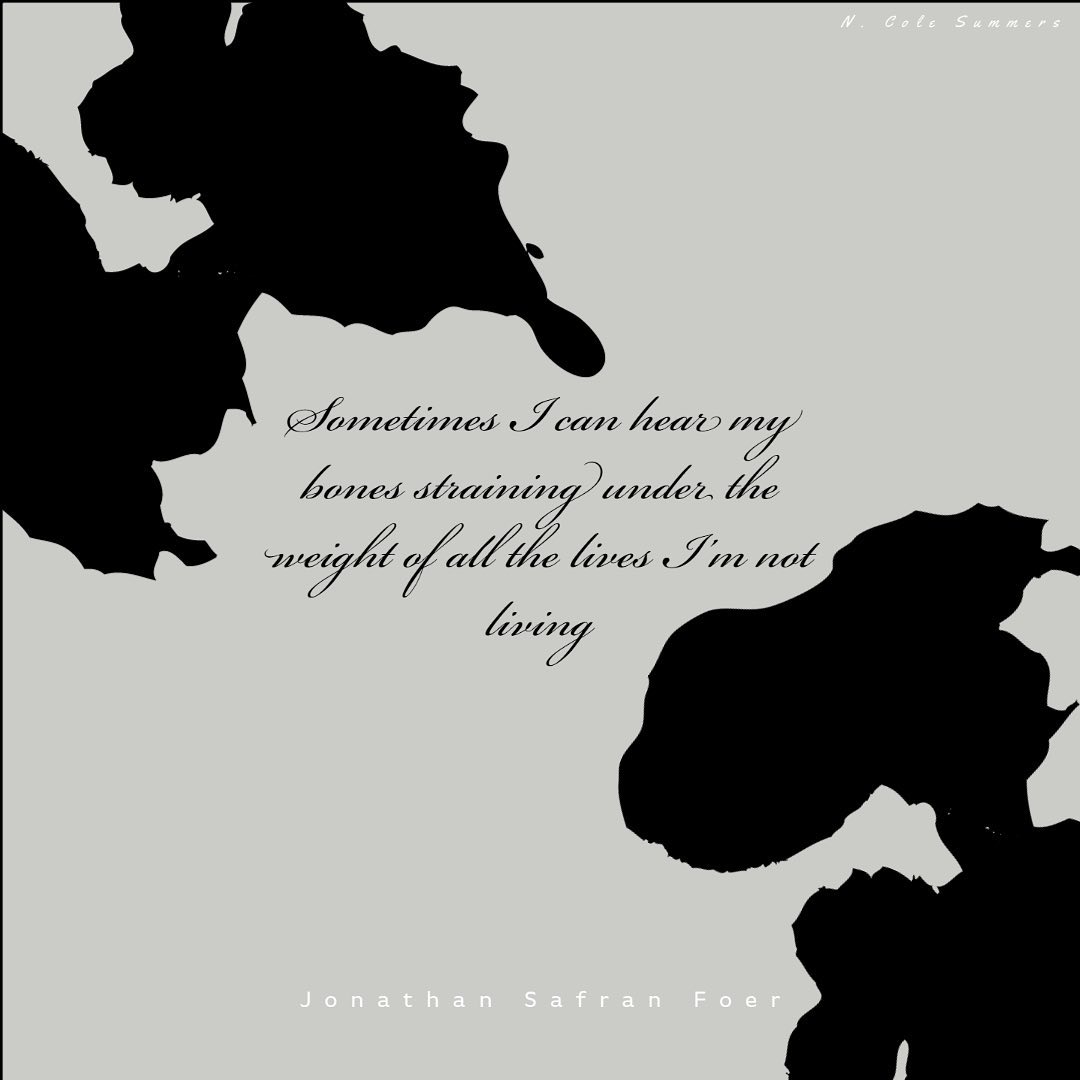 N. Cole Summers
Sometimes I can hear my
bones straining under the
weight of all the lives I'm not
living
Jonathan Safran Foer